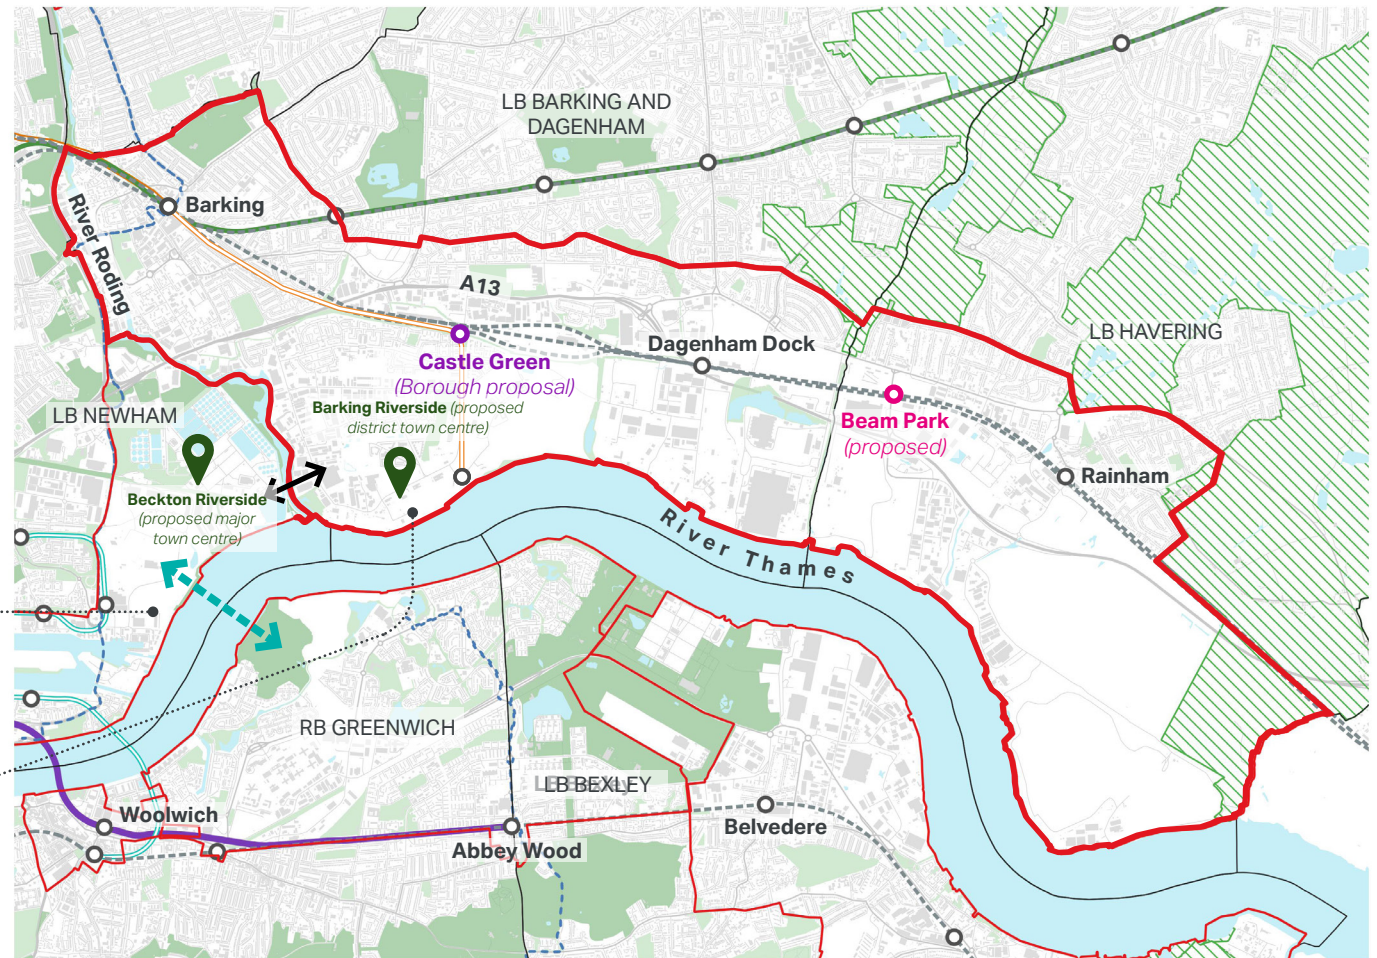 LB BARKING AND
DAGENHAM
Barking
River Roding
A13
LB HAVERING
Castle Green
(Borough proposal)
Dagenham Dock
Barking Riverside (proposed
district town centre)
Beam Park
(proposed)
LB NEWHAM
Rainham
Beckton Riverside
(proposed major
town centre)
River Thames
RB GREENWICH
LB BEXLEY
Woolwich
Belvedere
Abbey Wood